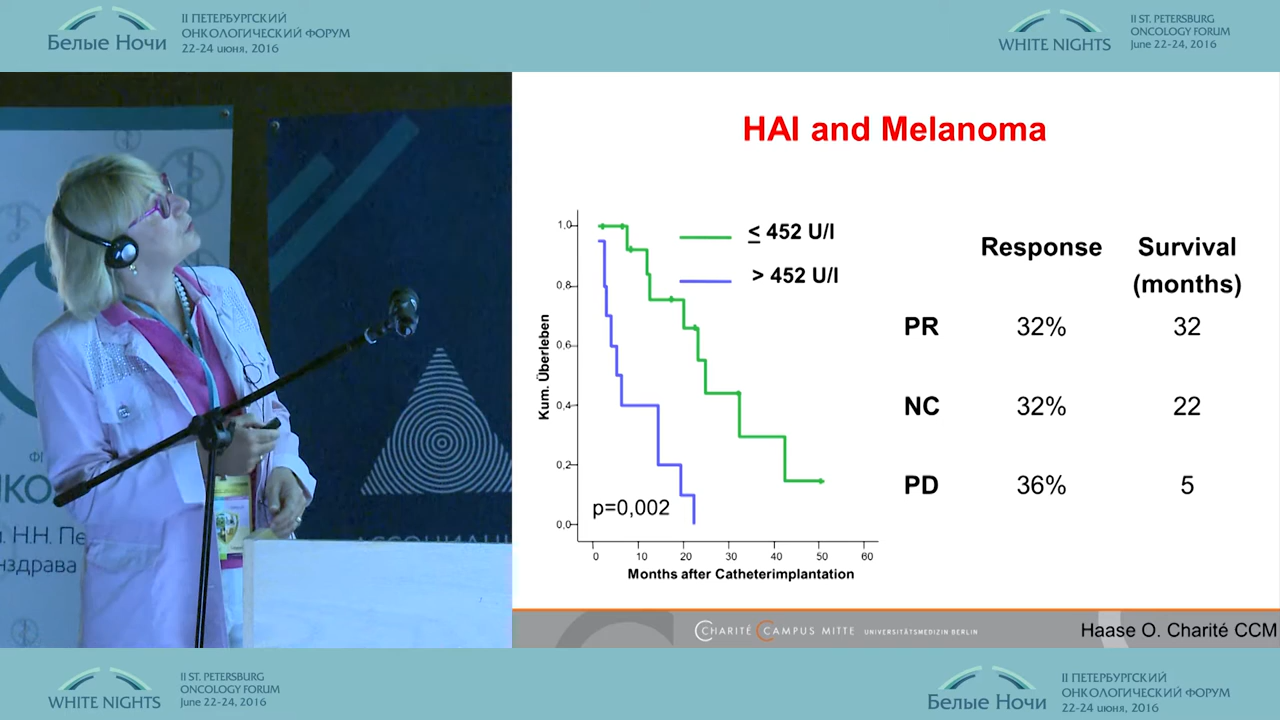 II ПЕТЕРБУРГСКИЙ
ОНКОЛОГИЧЕСКИЙ ФОРУМ
22-24 июня, 2016
Белые Ночи
II ST. PETERSBURG
ONCOLOGY FORUM
June 22-24, 2016
WHITE NIGHTS
HAI and Melanoma
Kum. Überleben
1,0
0,8
0,6
0,4
0,2
0,0
≤ 452 U/l
> 452 U/l
p=0,002
0 10 20 30 40 50 60
Months after Catheterimplantation
Response Survival
(months)
PR 32% 32
NC 32% 22
PD 36% 5
CHARITÉ CAMPUS MITTE UNIVERSITÄTSMEDIZIN BERLIN
Haase O. Charité CCM
ФГ
Н.Н. Пе
нздрава
АССОЦИАЦИ
WHITE NIGHTS
II ST. PETERSBURG
ONCOLOGY FORUM
June 22-24, 2016
Белые Ночи
II ПЕТЕРБУРГСКИЙ
ОНКОЛОГИЧЕСКИЙ ФОРУМ
22-24 июня, 2016